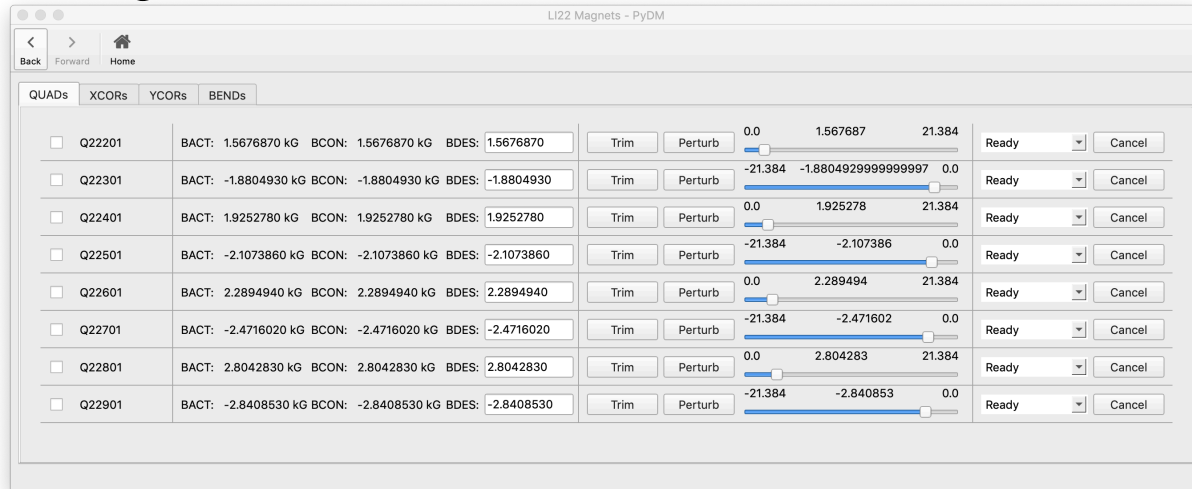 LI22 Magnets - PyDM
Back Forward Home
QUADs XCORs YCORs BENDs
Q22201 BACT: 1.5676870 kG BCON: 1.5676870 kG BDES: 1.5676870 Trim Perturb 0.0 1.567687 21.384 Ready Cancel
Q22301 BACT: -1.8804930 kG BCON: -1.8804930 kG BDES: -1.8804930 Trim Perturb -21.384 -1.8804929999999997 0.0 Ready Cancel
Q22401 BACT: 1.9252780 kG BCON: 1.9252780 kG BDES: 1.9252780 Trim Perturb 0.0 1.925278 21.384 Ready Cancel
Q22501 BACT: -2.1073860 kG BCON: -2.1073860 kG BDES: -2.1073860 Trim Perturb -21.384 -2.107386 0.0 Ready Cancel
Q22601 BACT: 2.2894940 kG BCON: 2.2894940 kG BDES: 2.2894940 Trim Perturb 0.0 2.289494 21.384 Ready Cancel
Q22701 BACT: -2.4716020 kG BCON: -2.4716020 kG BDES: -2.4716020 Trim Perturb -21.384 -2.471602 0.0 Ready Cancel
Q22801 BACT: 2.8042830 kG BCON: 2.8042830 kG BDES: 2.8042830 Trim Perturb 0.0 2.804283 21.384 Ready Cancel
Q22901 BACT: -2.8408530 kG BCON: -2.8408530 kG BDES: -2.8408530 Trim Perturb -21.384 -2.840853 0.0 Ready Cancel